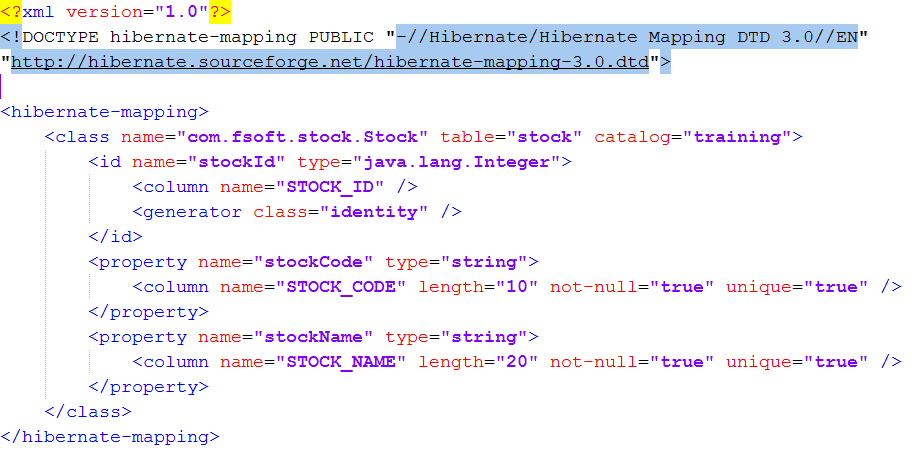 <?xml version="1.0"?>
<!DOCTYPE hibernate-mapping PUBLIC "-//Hibernate/Hibernate Mapping DTD 3.0//EN"
"http://hibernate.sourceforge.net/hibernate-mapping-3.0.dtd">

<hibernate-mapping>
    <class name="com.fsoft.stock.Stock" table="stock" catalog="training">
        <id name="stockId" type="java.lang.Integer">
            <column name="STOCK_ID" />
            <generator class="identity" />
        </id>
        <property name="stockCode" type="string">
            <column name="STOCK_CODE" length="10" not-null="true" unique="true" />
        </property>
        <property name="stockName" type="string">
            <column name="STOCK_NAME" length="20" not-null="true" unique="true" />
        </property>
    </class>
</hibernate-mapping>